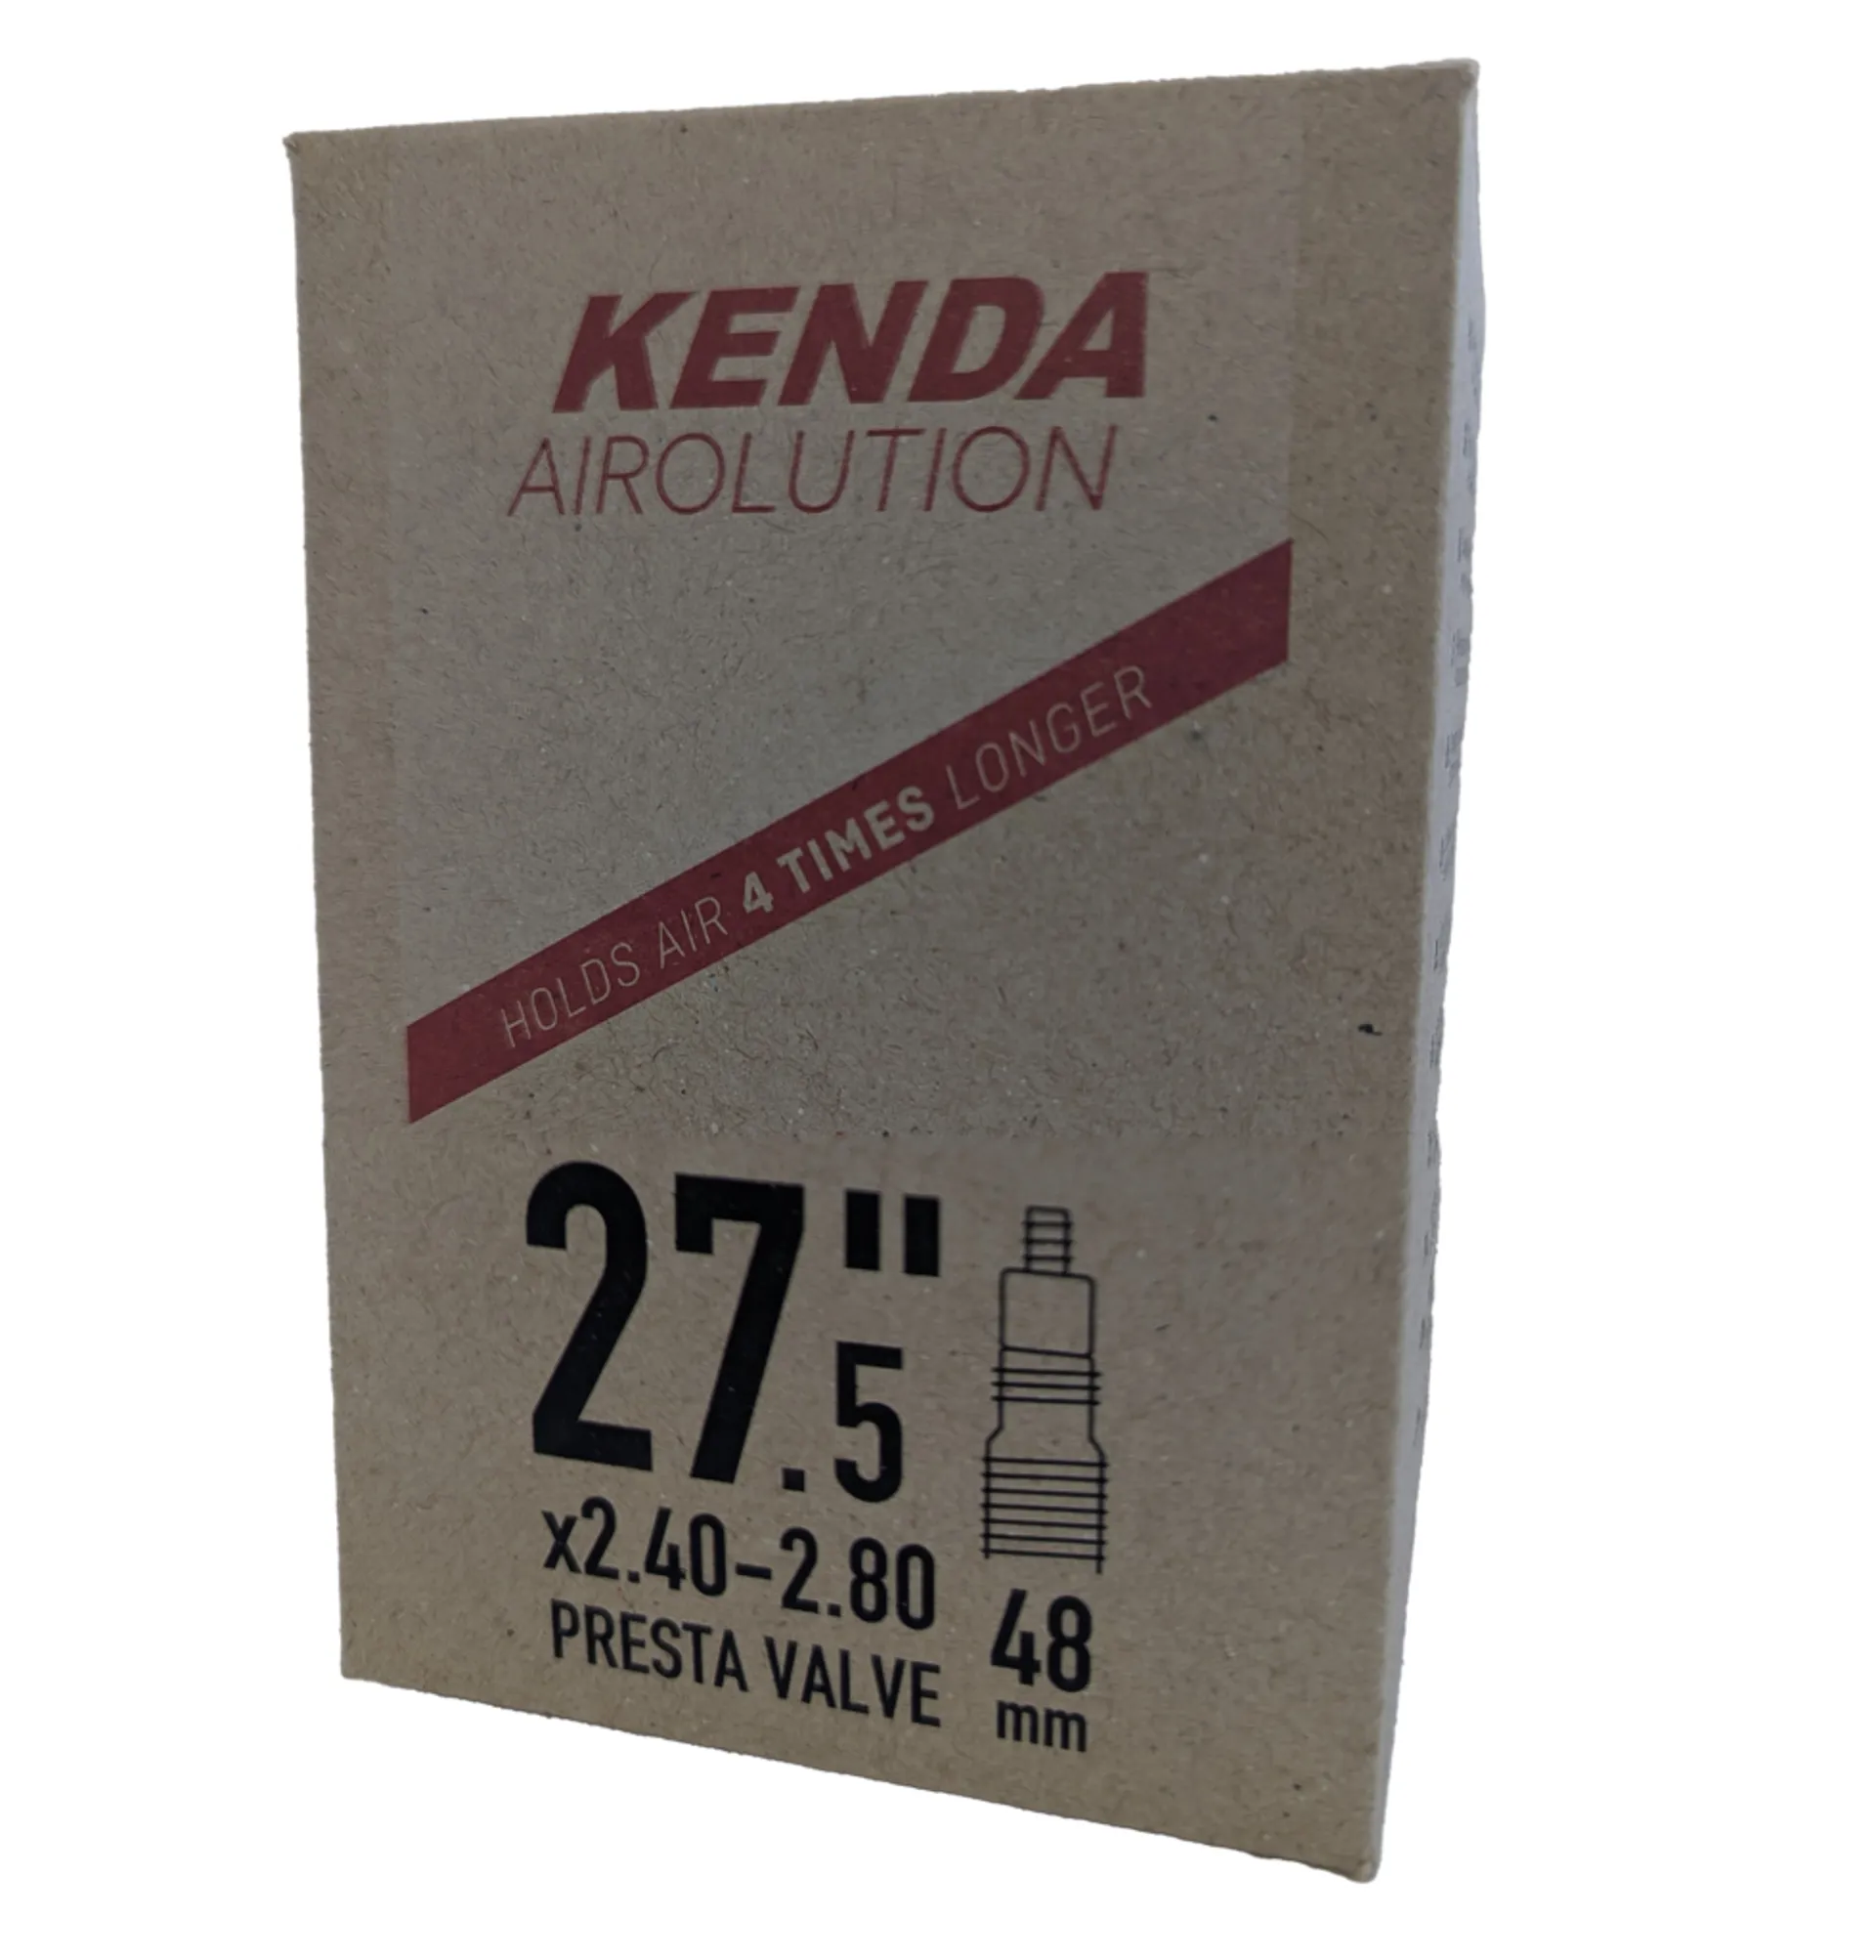 KENDA
AIROLUTION
HOLDS AIR 4 TIMES LONGER
27.5"
x2.40-2.80
PRESTA VALVE
48
mm